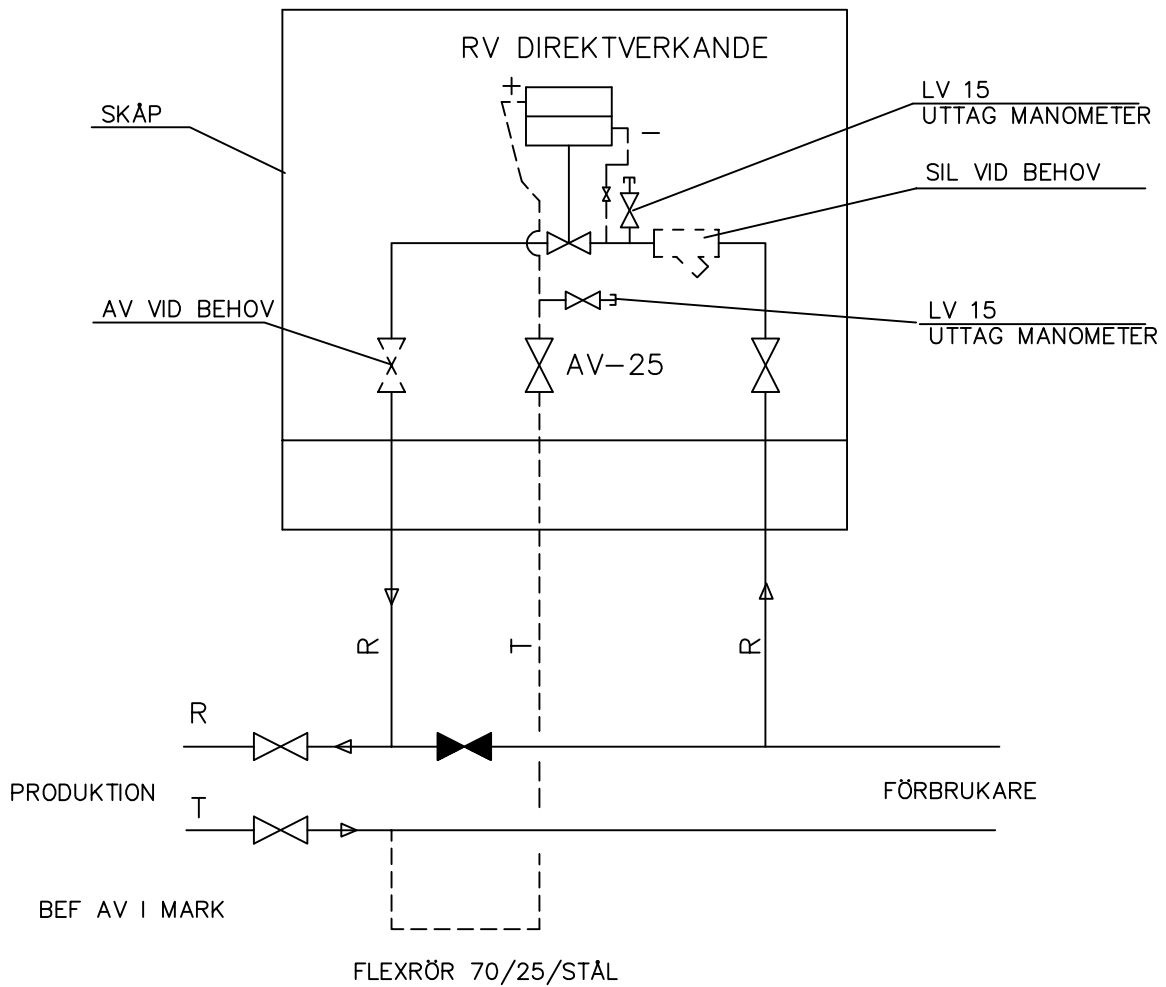 RV DIREKTVERKANDE
+
−
SKÅP
LV 15
UTTAG MANOMETER
SIL VID BEHOV
AV VID BEHOV
LV 15
UTTAG MANOMETER
AV−25
R
T
R
R
PRODUKTION
FÖRBRUKARE
T
BEF AV I MARK
FLEXRÖR 70/25/STÅL